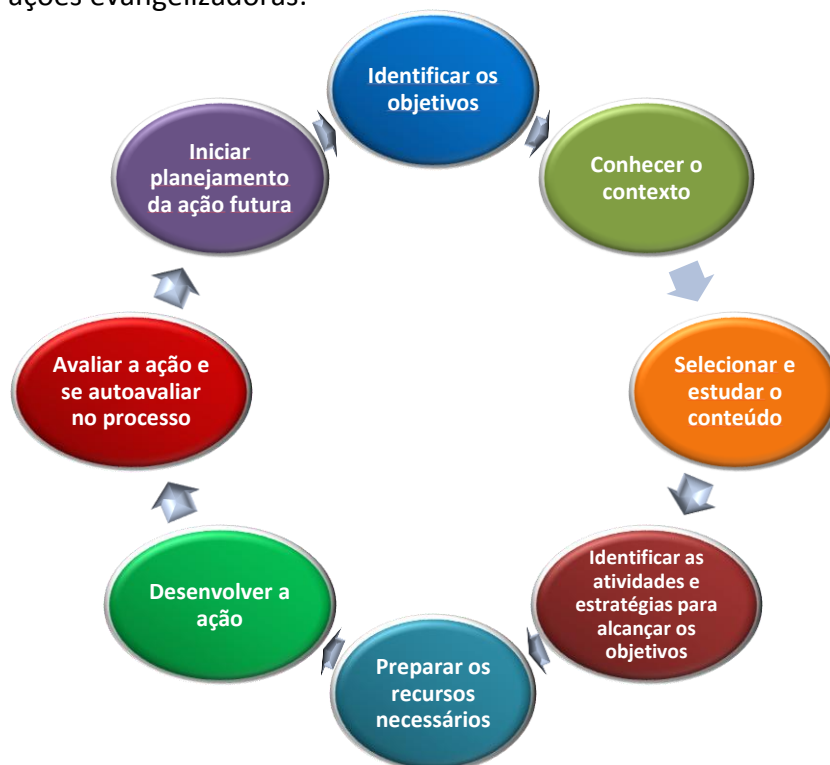 ações evangelizadoras:
Identificar os
objetivos
Conhecer o
contexto
Selecionar e
estudar o
conteúdo
Identificar as
atividades e
estratégias para
alcançar os
objetivos
Preparar os
recursos
necessários
Desenvolver a
ação
Avaliar a ação e
se autoavaliar
no processo
Iniciar
planejamento
da ação futura